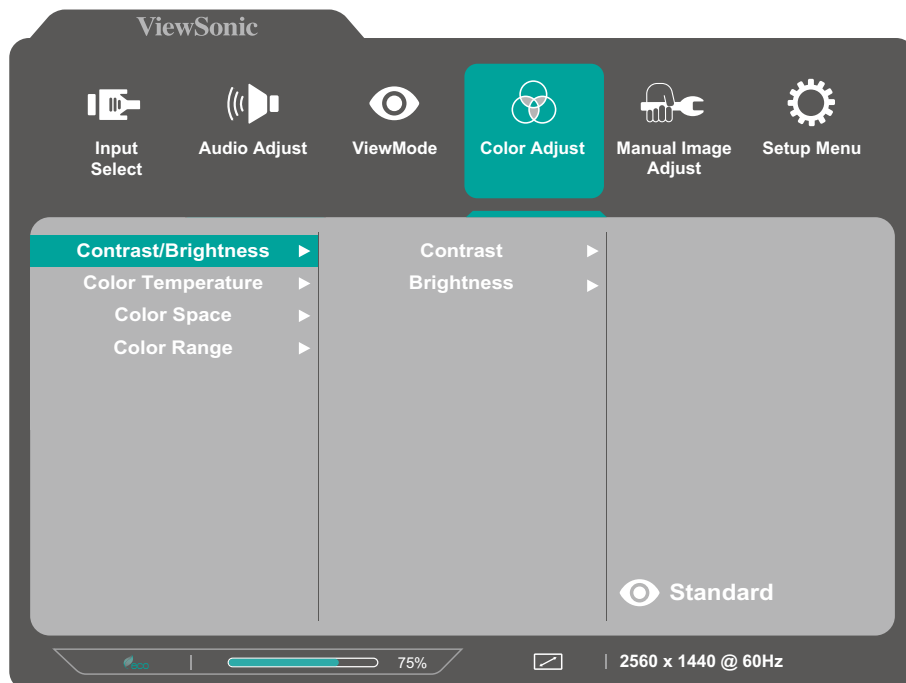 ViewSonic
Input Select
Audio Adjust
ViewMode
Color Adjust
Manual Image Adjust
Setup Menu
Contrast/Brightness
Contrast
Color Temperature
Brightness
Color Space
Color Range
Standard
eco
75%
2560 x 1440 @ 60Hz